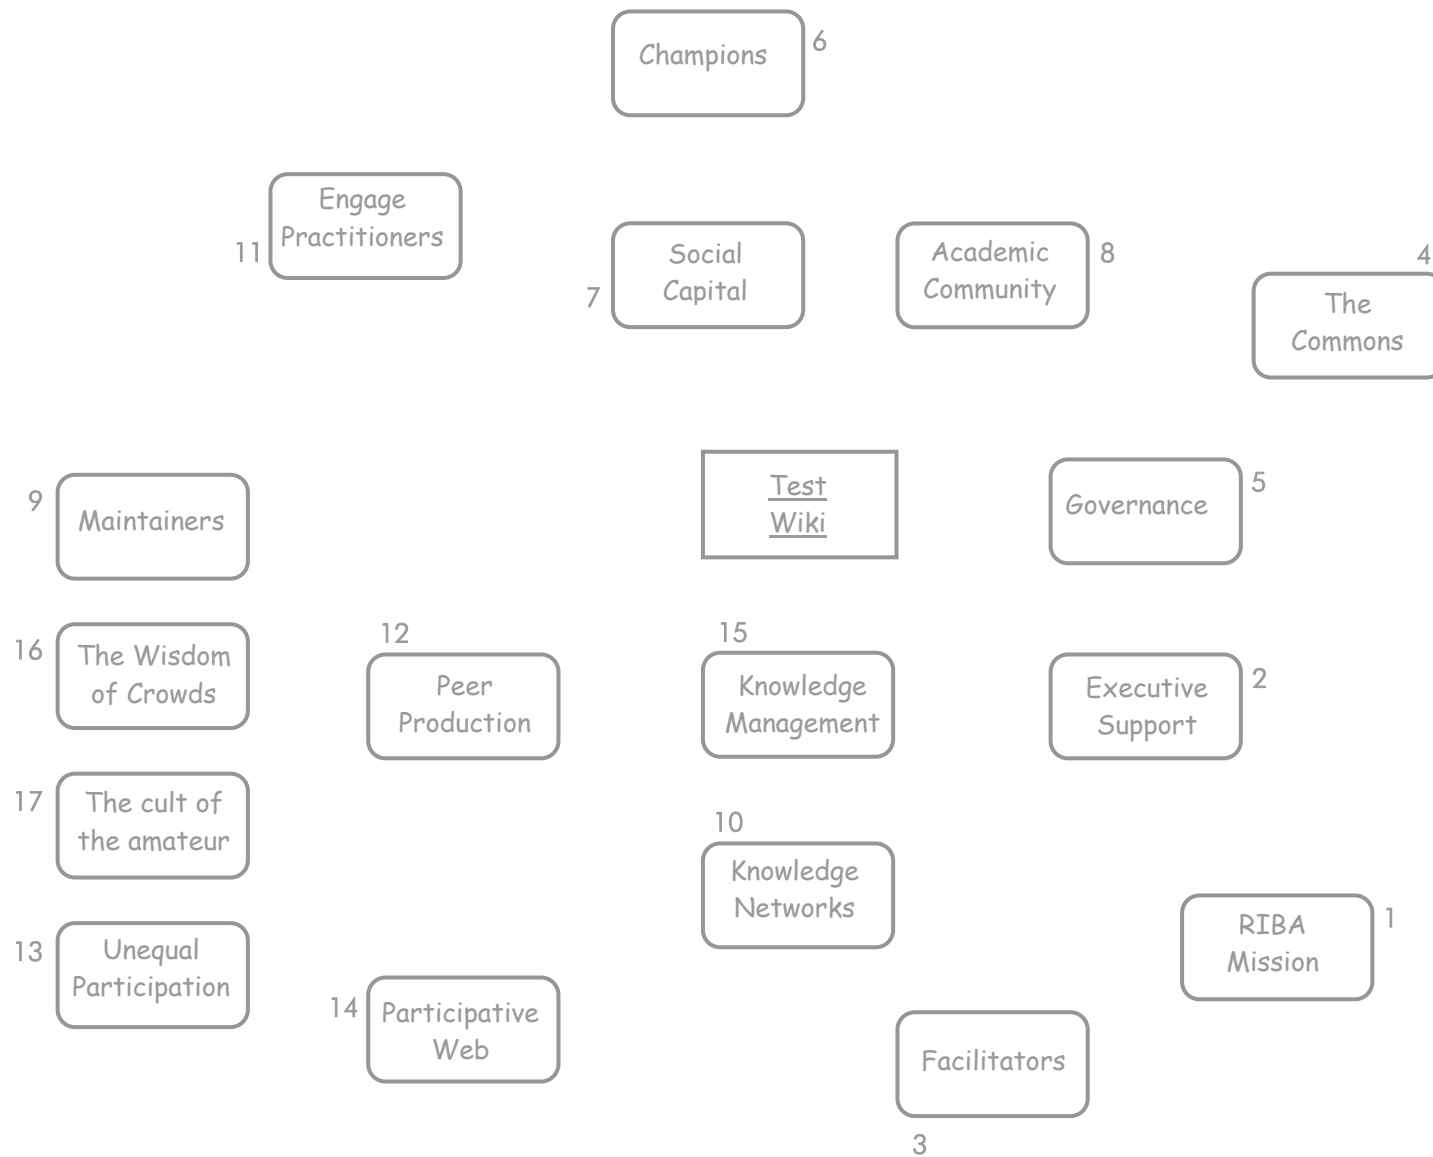 Champions
6
Engage
Practitioners
11
Social
Capital
7
Academic
Community
8
4
The
Commons
9
Maintainers
Test
Wiki
Governance
5
16
The Wisdom
of Crowds
12
Peer
Production
15
Knowledge
Management
Executive
Support
2
17
The cult of
the amateur
10
Knowledge
Networks
RIBA
Mission
1
13
Unequal
Participation
14
Participative
Web
Facilitators
3